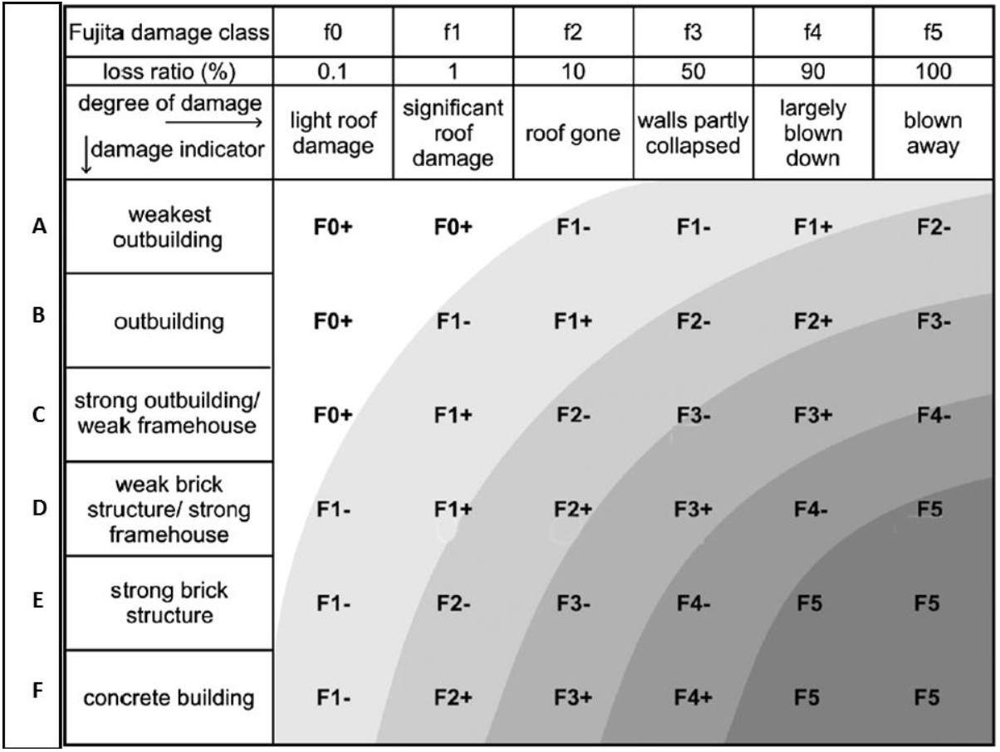 Fujita damage class f0 f1 f2 f3 f4 f5
loss ratio (%) 0.1 1 10 50 90 100
degree of damage
damage indicator
light roof
damage
significant
roof
damage
roof gone
walls partly
collapsed
largely
blown
down
blown
away
A
weakest
outbuilding
F0+ F0+ F1- F1- F1+ F2-
B
outbuilding
F0+ F1- F1+ F2- F2+ F3-
C
strong outbuilding/
weak framehouse
F0+ F1+ F2- F3- F3+ F4-
D
weak brick
structure/ strong
framehouse
F1- F1+ F2+ F3+ F4- F5
E
strong brick
structure
F1- F2- F3- F4- F5 F5
F
concrete building
F1- F2+ F3+ F4+ F5 F5